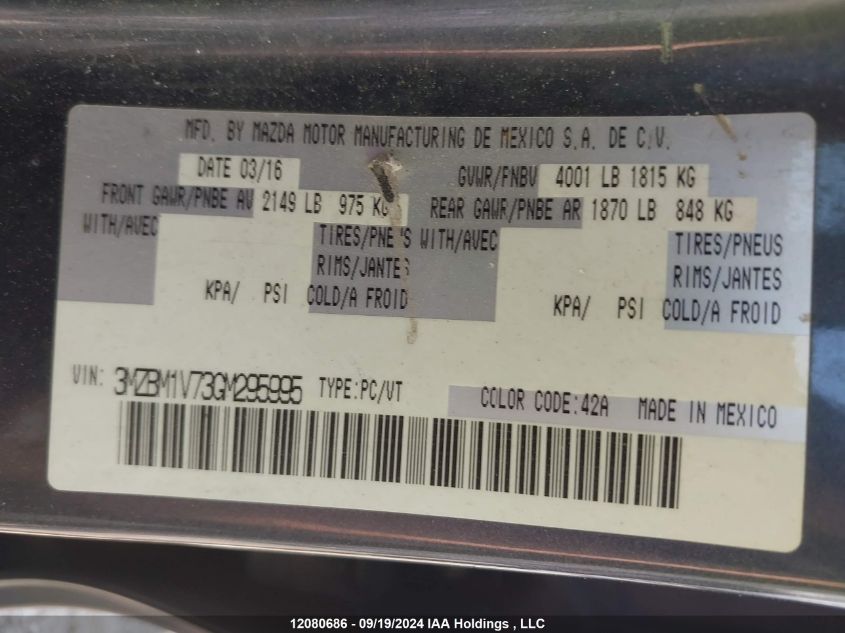 MFD. BY MAZDA MOTOR MANUFACTURING DE MEXICO S.A. DE C.V.
DATE 03/16 GVWR/PNBV 4001 LB 1815 KG
FRONT GAWR/PNBE AV 2149 LB 975 KG REAR GAWR/PNBE AR 1870 LB 848 KG
WITH/AVEC TIRES/PNEUS WITH/AVEC TIRES/PNEUS
RIMS/JANTES RIMS/JANTES
KPA/ PSI COLD/A FROID KPA/ PSI COLD/A FROID
VIN: 3MZBM1V73GM295995 TYPE:PC/VT COLOR CODE:42A MADE IN MEXICO
12080686 - 09/19/2024 IAA Holdings , LLC